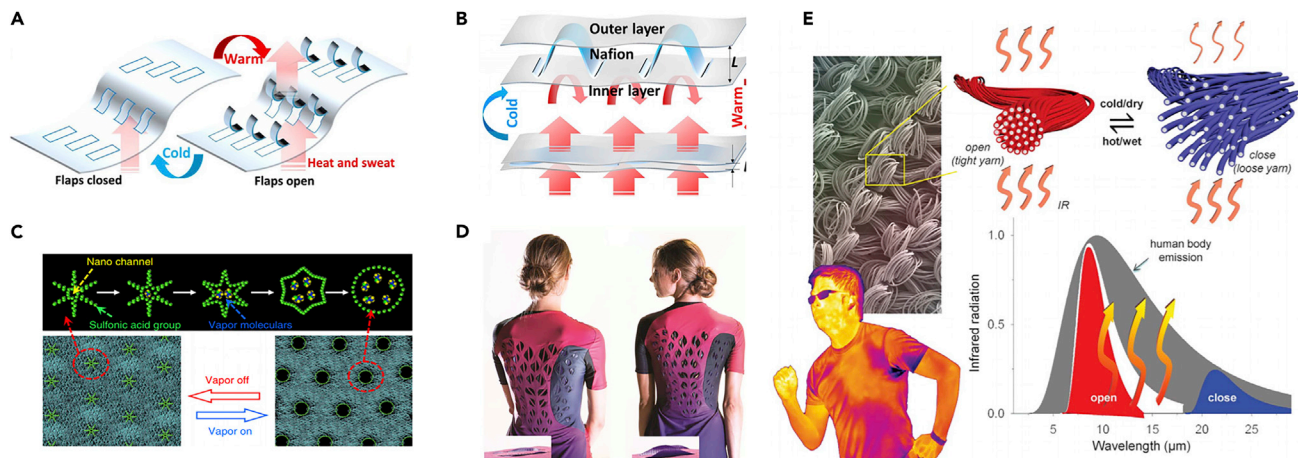 A
Warm
Cold
Heat and sweat
Flaps closed
Flaps open
B
Outer layer
Nafion
L
Inner layer
Cold
Warm
C
Nano channel
Sulfonic acid group
Vapor moleculars
Vapor off
Vapor on
D
E
cold/dry
hot/wet
open
(tight yarn)
close
(loose yarn)
IR
Infrared radiation
1.0
0.5
0.0
human body
emission
open
close
5
10
15
20
25
Wavelength (μm)